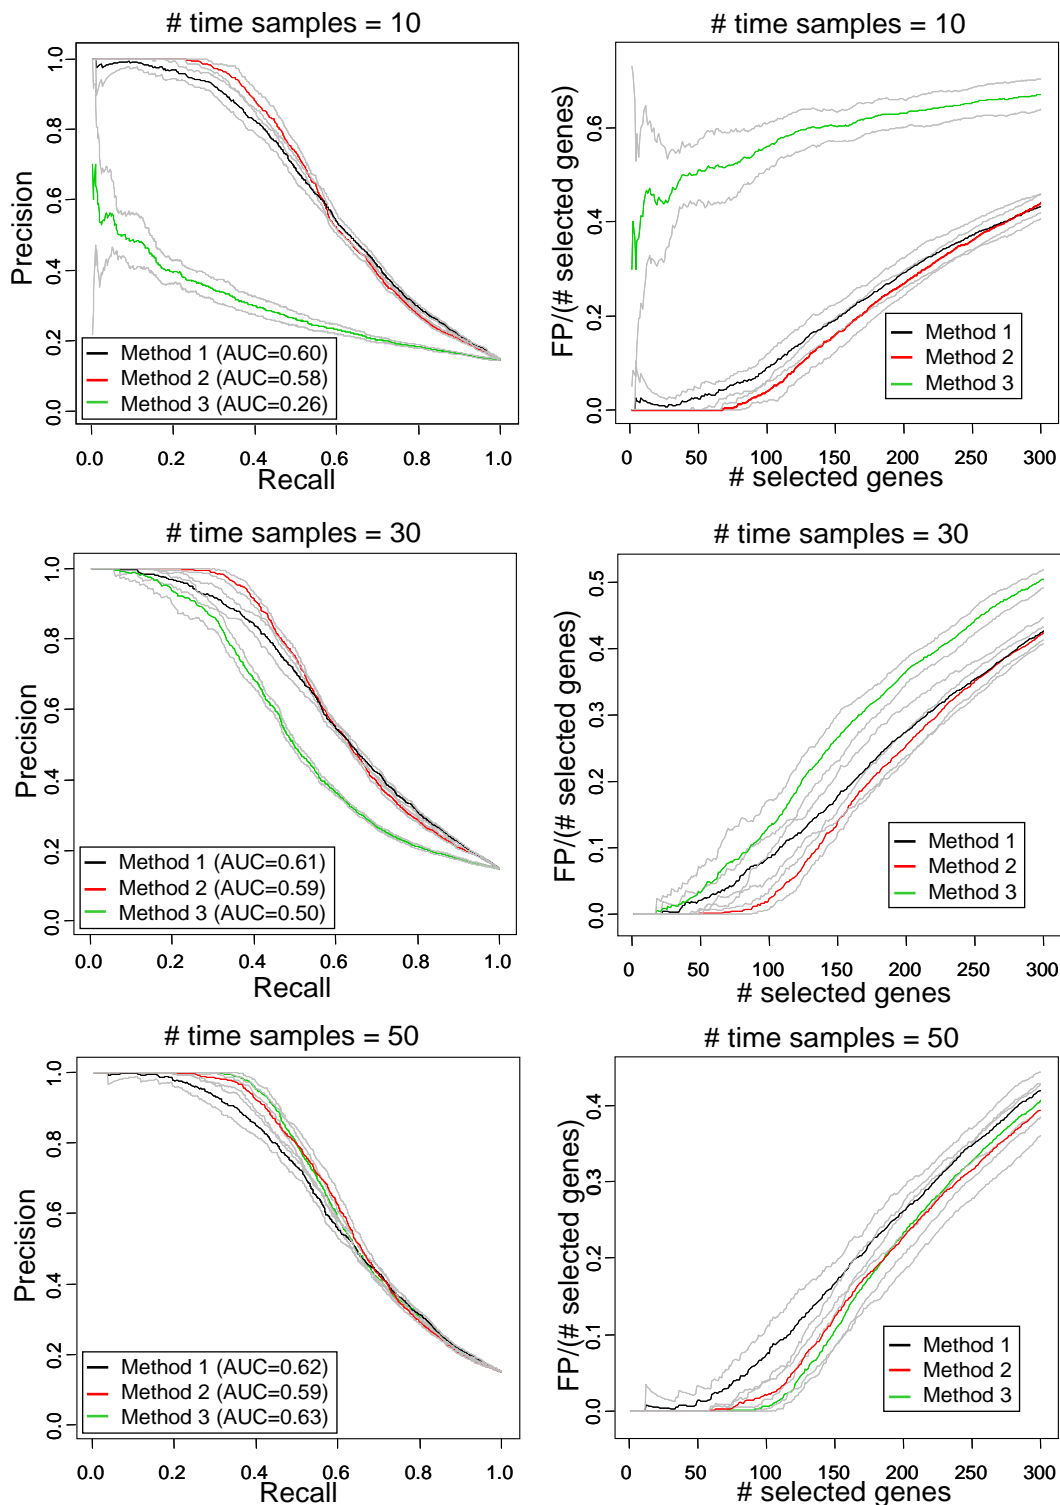 # time samples = 10
1.0
0.8
0.6
0.4
0.2
0.0
Precision
Method 1 (AUC=0.60)
Method 2 (AUC=0.58)
Method 3 (AUC=0.26)
0.0 0.2 0.4 0.6 0.8 1.0
Recall
# time samples = 10
0.6
0.4
0.2
0.0
FP/(# selected genes)
Method 1
Method 2
Method 3
0 50 100 150 200 250 300
# selected genes
# time samples = 30
1.0
0.8
0.6
0.4
0.2
0.0
Precision
Method 1 (AUC=0.61)
Method 2 (AUC=0.59)
Method 3 (AUC=0.50)
0.0 0.2 0.4 0.6 0.8 1.0
Recall
# time samples = 30
0.5
0.4
0.3
0.2
0.1
0.0
FP/(# selected genes)
Method 1
Method 2
Method 3
0 50 100 150 200 250 300
# selected genes
# time samples = 50
1.0
0.8
0.6
0.4
0.2
0.0
Precision
Method 1 (AUC=0.62)
Method 2 (AUC=0.59)
Method 3 (AUC=0.63)
0.0 0.2 0.4 0.6 0.8 1.0
Recall
# time samples = 50
0.4
0.3
0.2
0.1
0.0
FP/(# selected genes)
Method 1
Method 2
Method 3
0 50 100 150 200 250 300
# selected genes